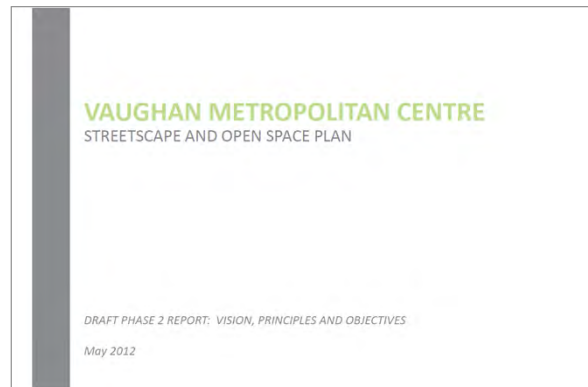 VAUGHAN METROPOLITAN CENTRE
STREETSCAPE AND OPEN SPACE PLAN
DRAFT PHASE 2 REPORT: VISION, PRINCIPLES AND OBJECTIVES
May 2012